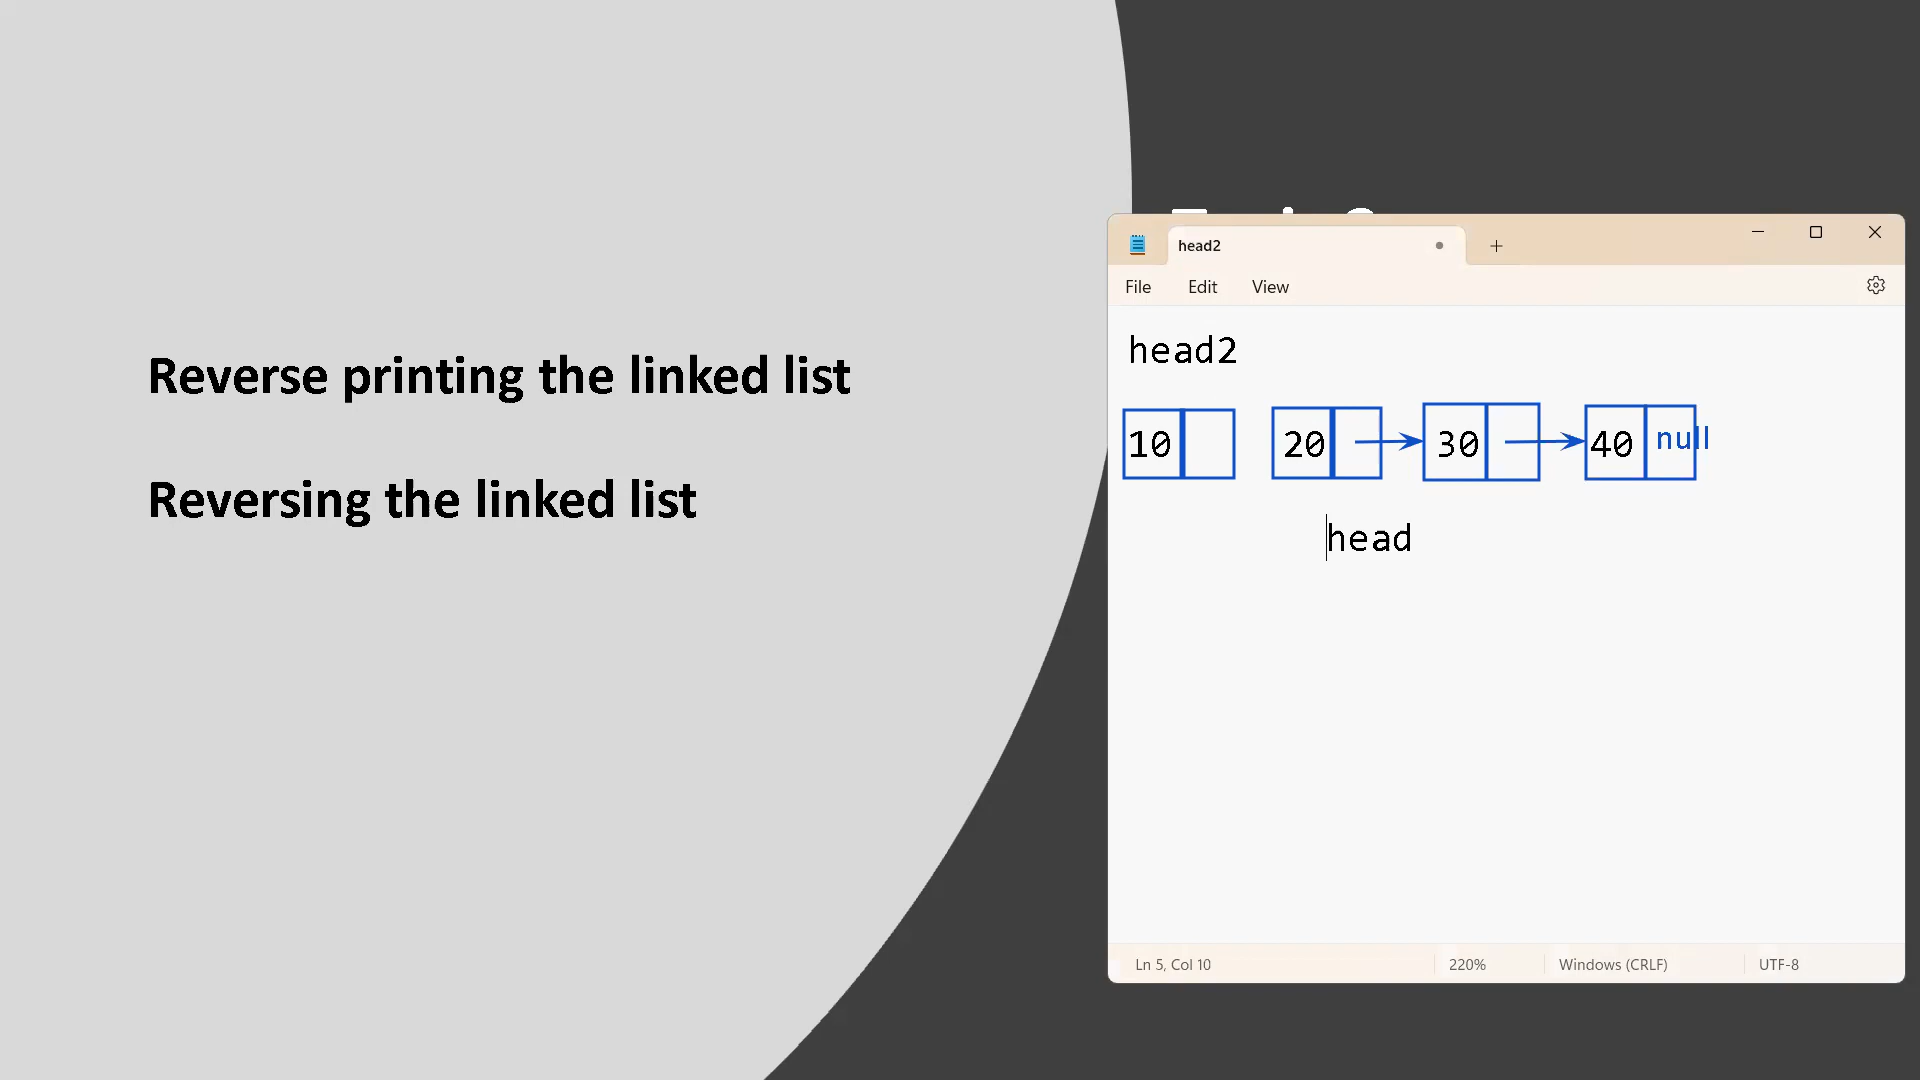 Reverse printing the linked list
Reversing the linked list
head2
File Edit View
head2
10 20 30 40 null
head
Ln 5, Col 10 220% Windows (CRLF) UTF-8